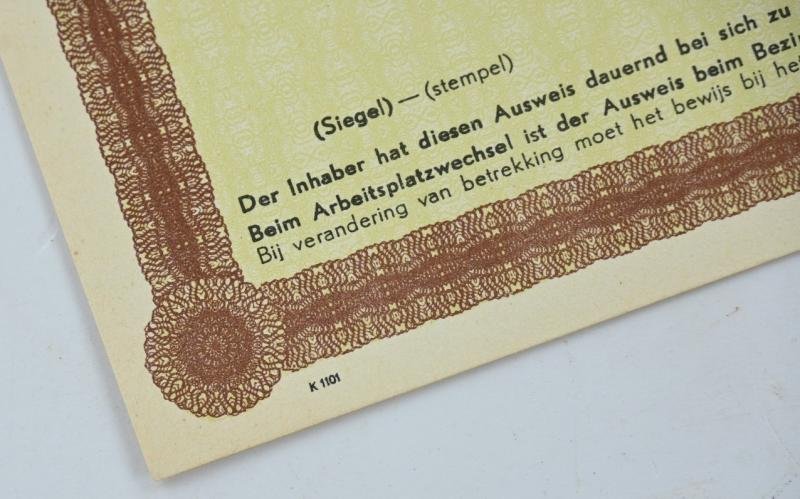 (Siegel) — (stempel)
Der Inhaber hat diesen Ausweis dauernd bei sich zu
Beim Arbeitsplatzwechsel ist der Ausweis beim
Bij verandering van betrekking moet het bewijs bij
K 1101